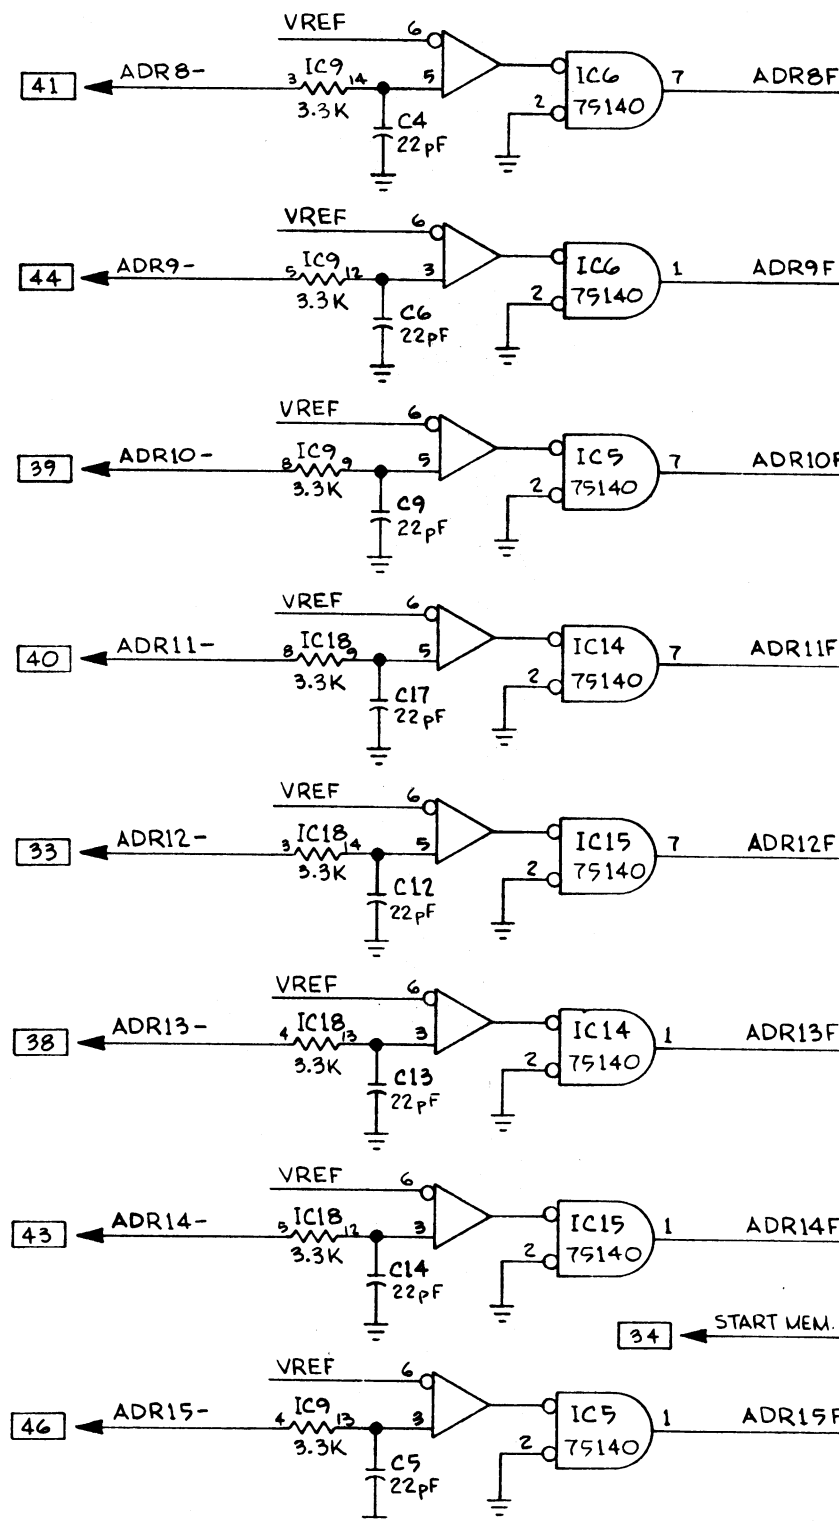 VREF 6
41 ADR8- 3 IC9 14 5 IC6 7 ADR8F
3.3K 2 75140
C4
22pF
VREF 6
44 ADR9- 5 IC9 12 3 IC6 1 ADR9F
3.3K 2 75140
C6
22pF
VREF 6
39 ADR10- 8 IC9 9 5 IC5 7 ADR10F
3.3K 2 75140
C9
22pF
VREF 6
40 ADR11- 8 IC18 9 5 IC14 7 ADR11F
3.3K 2 75140
C17
22pF
VREF 6
33 ADR12- 3 IC18 14 5 IC15 7 ADR12F
3.3K 2 75140
C12
22pF
VREF 6
38 ADR13- 4 IC18 13 3 IC14 1 ADR13F
3.3K 2 75140
C13
22pF
VREF 6
43 ADR14- 5 IC18 12 3 IC15 1 ADR14F
3.3K 2 75140
C14
22pF
34 START MEM.
VREF 6
46 ADR15- 4 IC9 13 3 IC5 1 ADR15F
3.3K 2 75140
C5
22pF